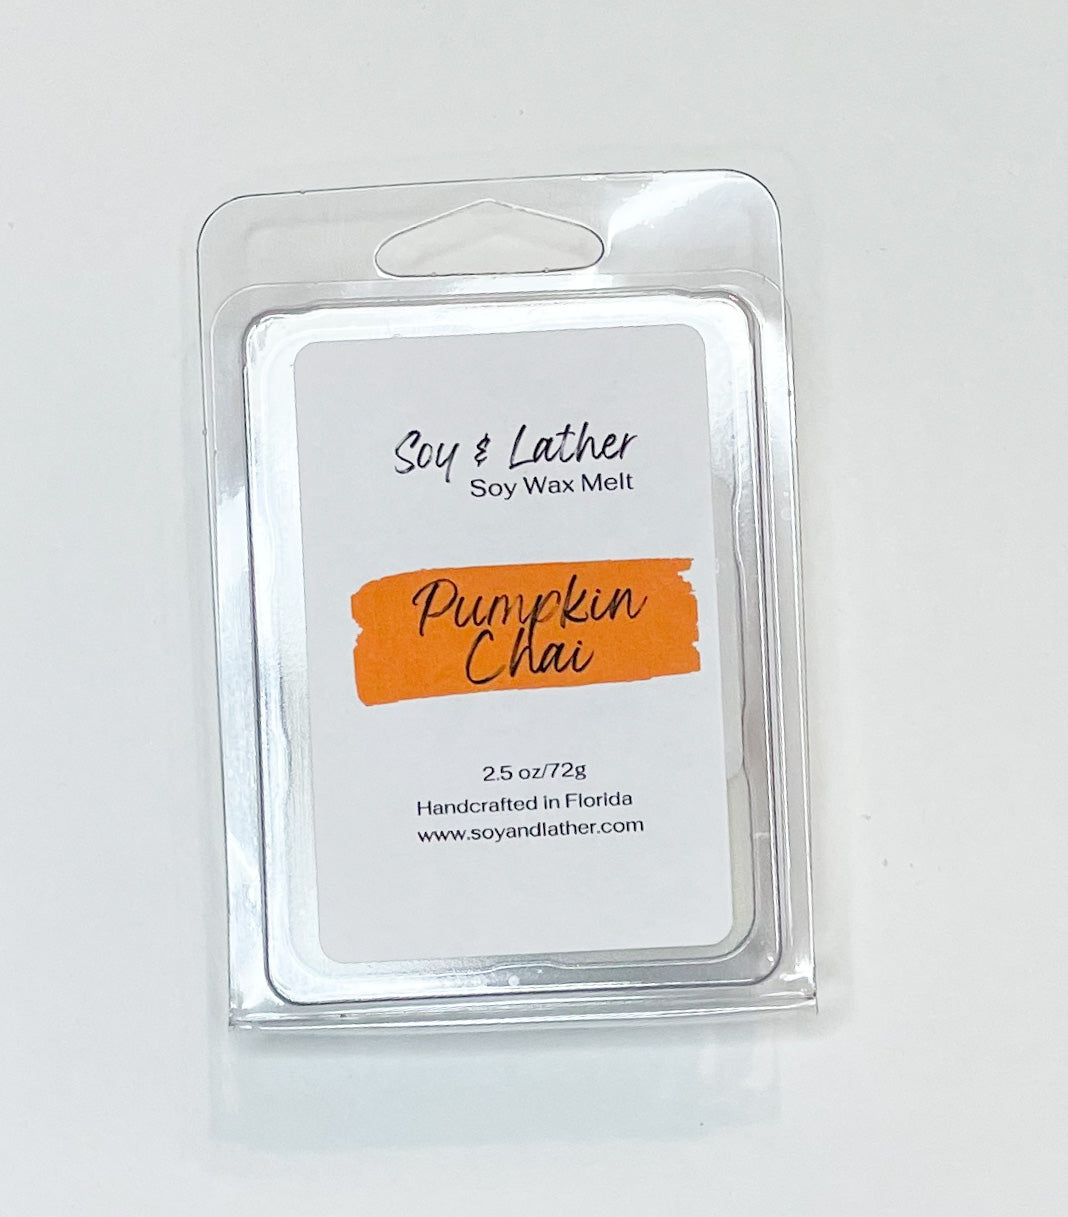 Soy & Lather
Soy Wax Melt
Pumpkin
Chai
2.5 oz/72g
Handcrafted in Florida
www.soyandlather.com